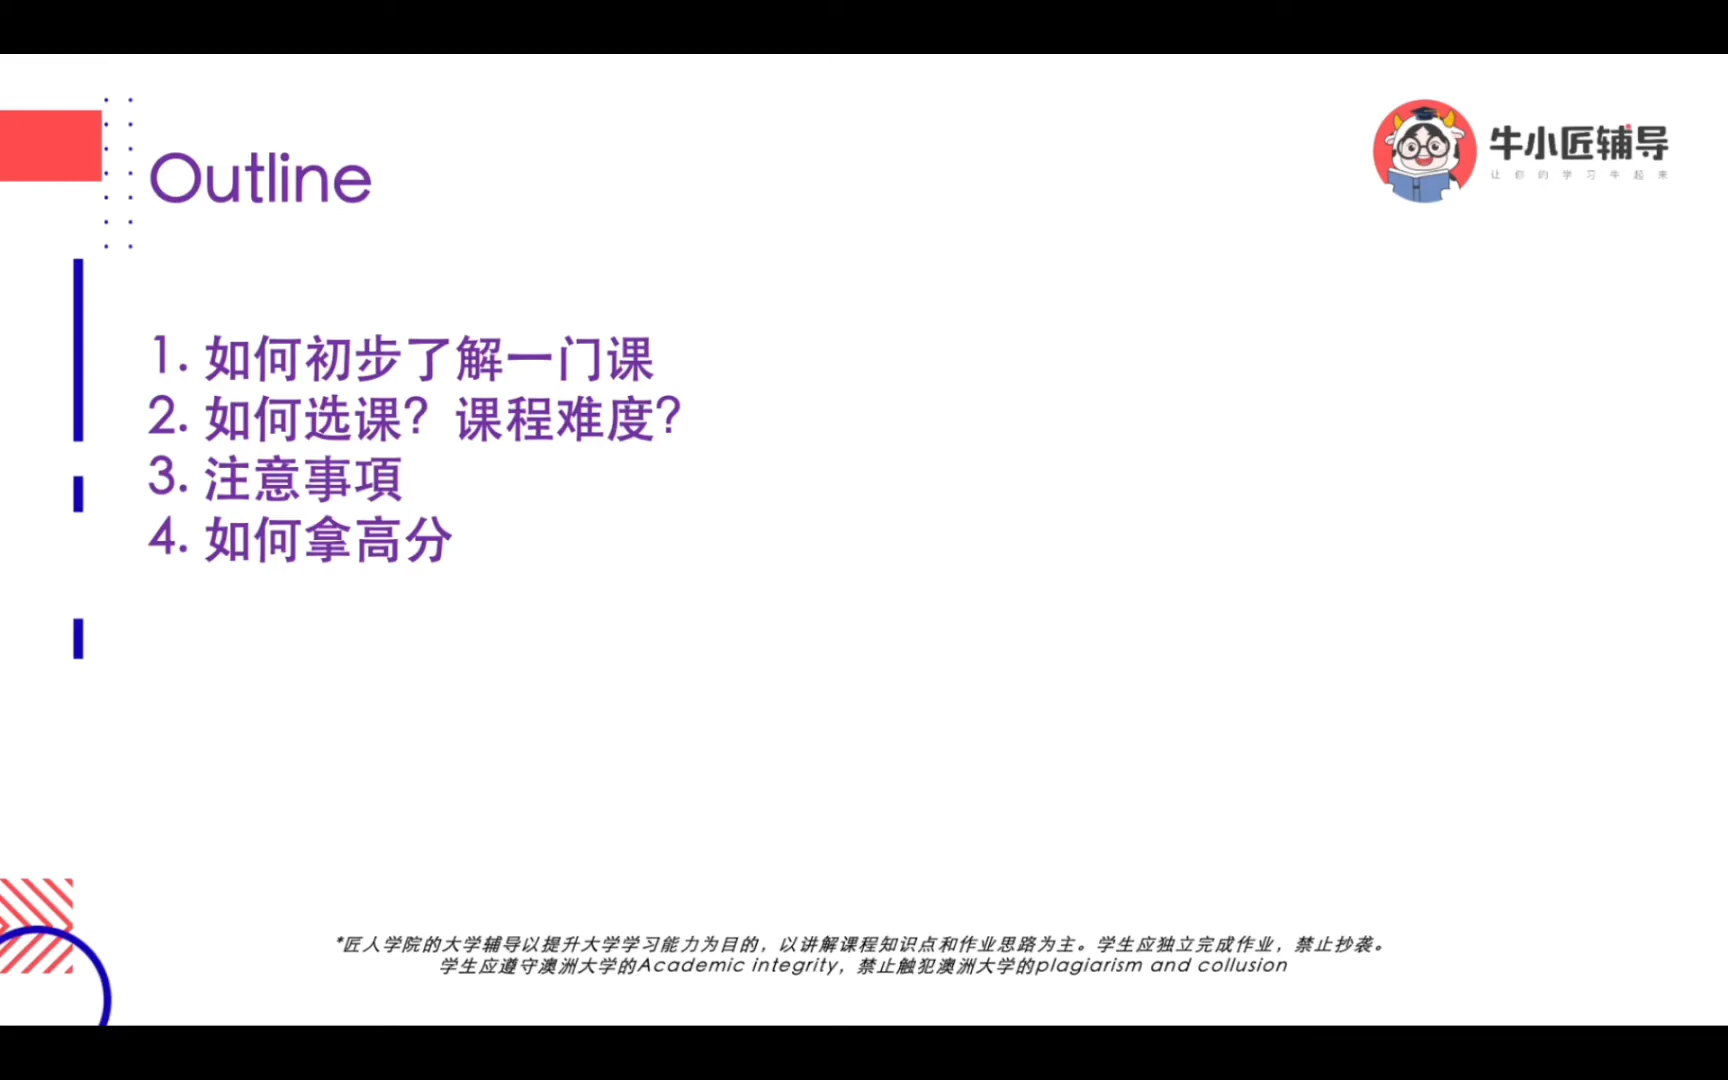 Outline
牛小匠辅导
让你的学习牛起来
1. 如何初步了解一门课
2. 如何选课？课程难度？
3. 注意事項
4. 如何拿高分
*匠人学院的大学辅导以提升大学学习能力为目的，以讲解课程知识点和作业思路为主。学生应独立完成作业，禁止抄袭。
学生应遵守澳洲大学的Academic integrity，禁止触犯澳洲大学的plagiarism and collusion